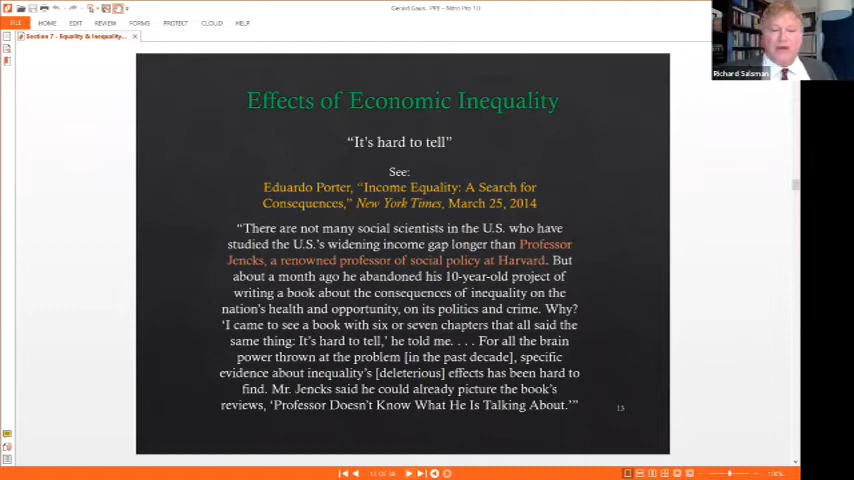 Gerald Gaus. PPE - Nitro Pro 10
FILE
HOME
EDIT
REVIEW
FORMS
PROTECT
CLOUD
HELP
Section 7 - Equality & Inequality...
Richard Salsman
Effects of Economic Inequality
“It’s hard to tell”
See:
Eduardo Porter, “Income Equality: A Search for
Consequences,” New York Times, March 25, 2014
“There are not many social scientists in the U.S. who have
studied the U.S.’s widening income gap longer than Professor
Jencks, a renowned professor of social policy at Harvard. But
about a month ago he abandoned his 10-year-old project of
writing a book about the consequences of inequality on the
nation’s health and opportunity, on its politics and crime. Why?
‘I came to see a book with six or seven chapters that all said the
same thing: It’s hard to tell,’ he told me. . . . For all the brain
power thrown at the problem [in the past decade], specific
evidence about inequality’s [deleterious] effects has been hard to
find. Mr. Jencks said he could already picture the book’s
reviews, ‘Professor Doesn’t Know What He Is Talking About.’”
13